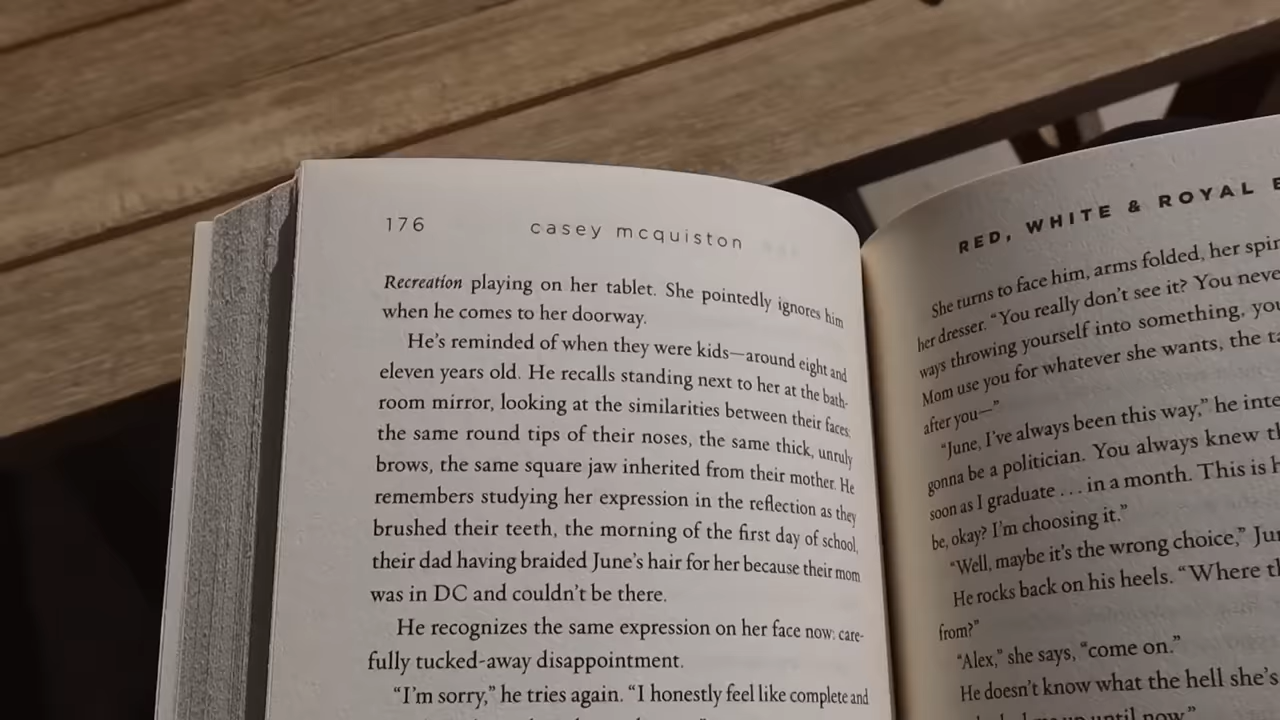 176
casey mcquiston
Recreation playing on her tablet. She pointedly ignores him
when he comes to her doorway.
He's reminded of when they were kids—around eight and
eleven years old. He recalls standing next to her at the bath-
room mirror, looking at the similarities between their faces:
the same round tips of their noses, the same thick, unruly
brows, the same square jaw inherited from their mother. He
remembers studying her expression in the reflection as they
brushed their teeth, the morning of the first day of school,
their dad having braided June's hair for her because their mom
was in DC and couldn't be there.
He recognizes the same expression on her face now: care-
fully tucked-away disappointment.
"I'm sorry," he tries again. "I honestly feel like complete and
RED, WHITE & ROYAL
She turns to face him, arms folded, her
her dresser. "You really don't see it? You
ways throwing yourself into something,
Mom use you for whatever she wants, the
after you—"
"June, I've always been this way," he
gonna be a politician. You always knew
soon as I graduate . . . in a month. This is
be, okay? I'm choosing it."
"Well, maybe it's the wrong choice,"
He rocks back on his heels. "Where
from?"
"Alex," she says, "come on."
He doesn't know what the hell she's
until now."